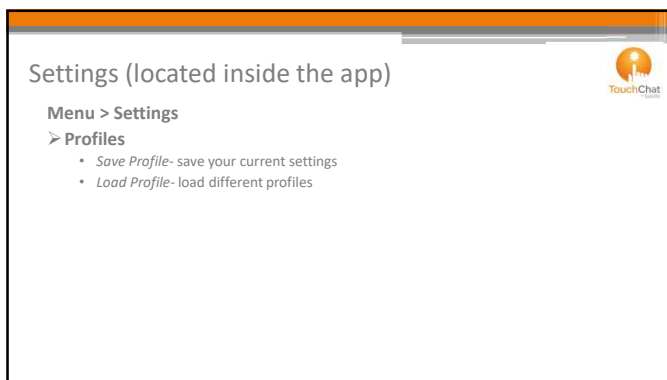 Settings (located inside the app)
TouchChat
Menu > Settings
➢ Profiles
• Save Profile- save your current settings
• Load Profile- load different profiles